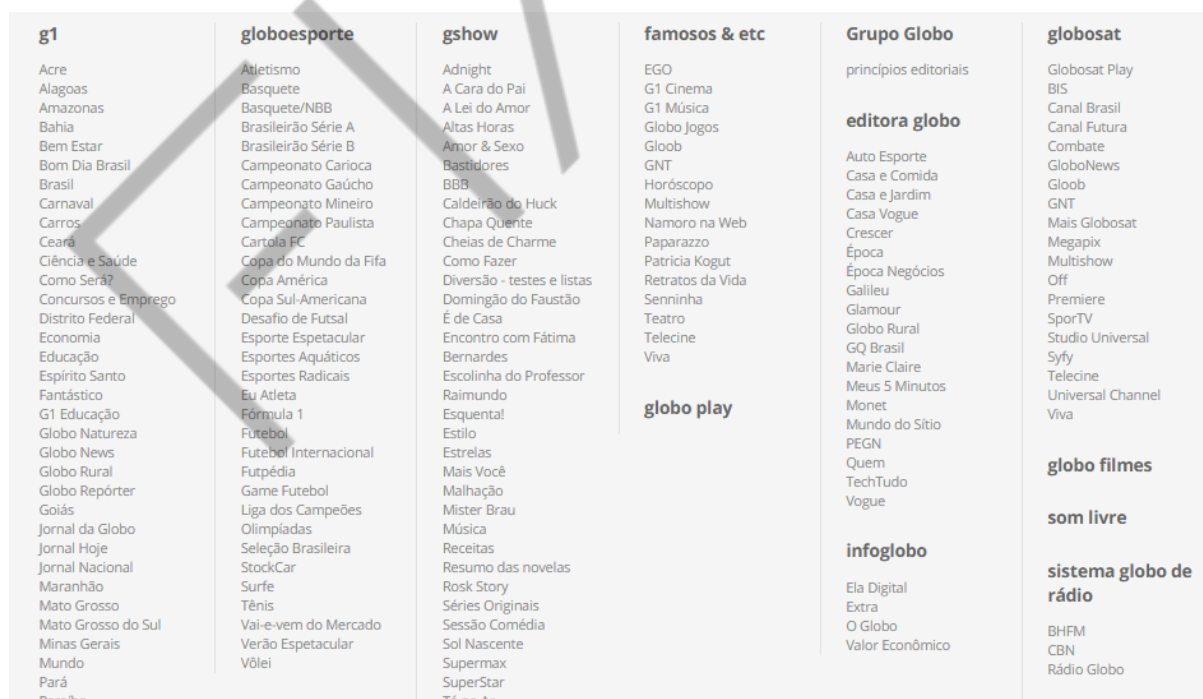 g1
Acre
Alagoas
Amazonas
Bahia
Bem Estar
Bom Dia Brasil
Brasil
Carnaval
Carros
Ceará
Ciência e Saúde
Como Será?
Concursos e Emprego
Distrito Federal
Economia
Educação
Espírito Santo
Fantástico
G1 Educação
Globo Natureza
Globo News
Globo Rural
Globo Repórter
Goiás
Jornal da Globo
Jornal Hoje
Jornal Nacional
Maranhão
Mato Grosso
Mato Grosso do Sul
Minas Gerais
Mundo
Pará
globoesporte
Atletismo
Basquete
Basquete/NBB
Brasileirão Série A
Brasileirão Série B
Campeonato Carioca
Campeonato Gaúcho
Campeonato Mineiro
Campeonato Paulista
Cartola FC
Copa do Mundo da Fifa
Copa América
Copa Sul-Americana
Desafio de Futsal
Esporte Espetacular
Esportes Aquáticos
Esportes Radicais
Eu Atleta
Fórmula 1
Futebol
Futebol Internacional
Futpédia
Game Futebol
Liga dos Campeões
Olimpíadas
Seleção Brasileira
StockCar
Surfe
Tênis
Vai-e-vem do Mercado
Verão Espetacular
Vôlei
gshow
Adnight
A Cara do Pai
A Lei do Amor
Altas Horas
Amor & Sexo
Bastidores
BBB
Caldeirão do Huck
Chapa Quente
Cheias de Charme
Como Fazer
Diversão - testes e listas
Domingão do Faustão
É de Casa
Encontro com Fátima
Bernardes
Escolinha do Professor
Raimundo
Esquenta!
Estilo
Estrelas
Mais Você
Malhação
Mister Brau
Música
Receitas
Resumo das novelas
Rosk Story
Séries Originais
Sessão Comédia
Sol Nascente
Supermax
SuperStar
famosos & etc
EGO
G1 Cinema
G1 Música
Globo Jogos
Gloob
GNT
Horóscopo
Multishow
Namoro na Web
Paparazzo
Patricia Kogut
Retratos da Vida
Senninha
Teatro
Telecine
Viva
globo play
Grupo Globo
princípios editoriais
editora globo
Auto Esporte
Casa e Comida
Casa e Jardim
Casa Vogue
Crescer
Época
Época Negócios
Galileu
Glamour
Globo Rural
GQ Brasil
Marie Claire
Meus 5 Minutos
Monet
Mundo do Sítio
PEGN
Quem
TechTudo
Vogue
infoglobo
Ela Digital
Extra
O Globo
Valor Econômico
globosat
Globosat Play
BIS
Canal Brasil
Canal Futura
Combate
GloboNews
Gloob
GNT
Mais Globosat
Megapix
Multishow
Off
Premiere
SporTV
Studio Universal
Syfy
Telecine
Universal Channel
Viva
globo filmes
som livre
sistema globo de
rádio
BHFM
CBN
Rádio Globo